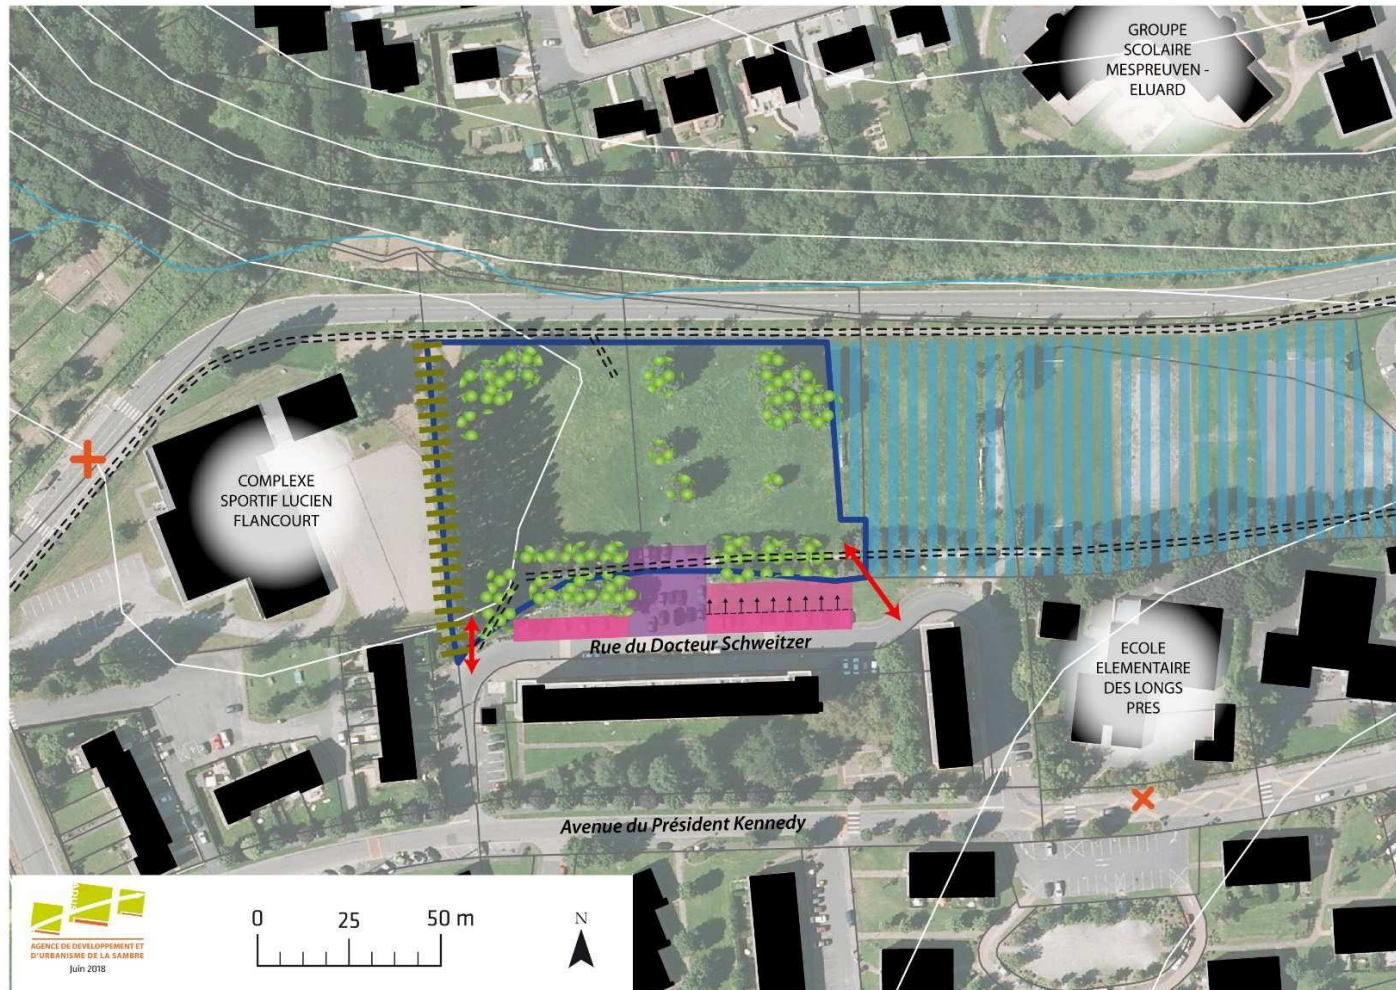 GROUPE
SCOLAIRE
MESPREUVEN -
ELUARD
COMPLEXE
SPORTIF LUCIEN
FLANCOURT
Rue du Docteur Schweitzer
ECOLE
ELEMENTAIRE
DES LONGS
PRES
Avenue du Président Kennedy
AGENCE DE DEVELOPPEMENT ET
D'URBANISME DE LA SAMBRE
Juin 2018
0 25 50 m
N